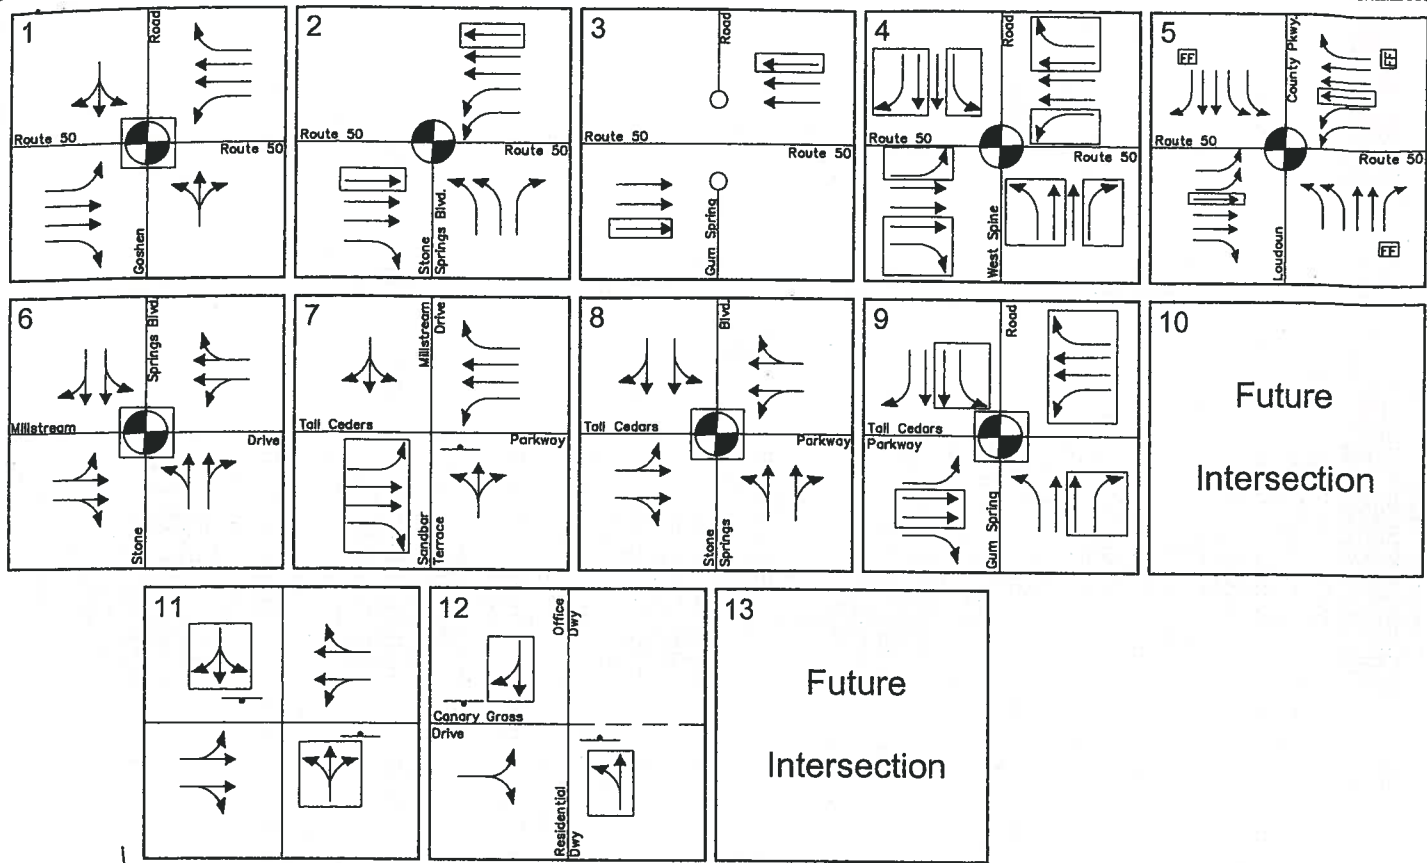 1
Road
Route 50
Route 50
Goshen
2
Route 50
Route 50
Stone
Springs Blvd.
3
Road
Route 50
Route 50
Gum Spring
4
Road
Route 50
Route 50
West Spine
5
County Pkwy.
FF
FF
Route 50
Route 50
Loudoun
FF
6
Springs Blvd.
Millstream
Drive
Stone
7
Millstream
Drive
Tall Ceders
Parkway
Sandbar
Terrace
8
Blvd.
Tall Cedars
Parkway
Stone
Springs
9
Road
Tall Cedars
Parkway
Gum Spring
10
Future
Intersection
11
12
Office
Dwy
Canary Grass
Drive
Residential
Dwy
13
Future
Intersection